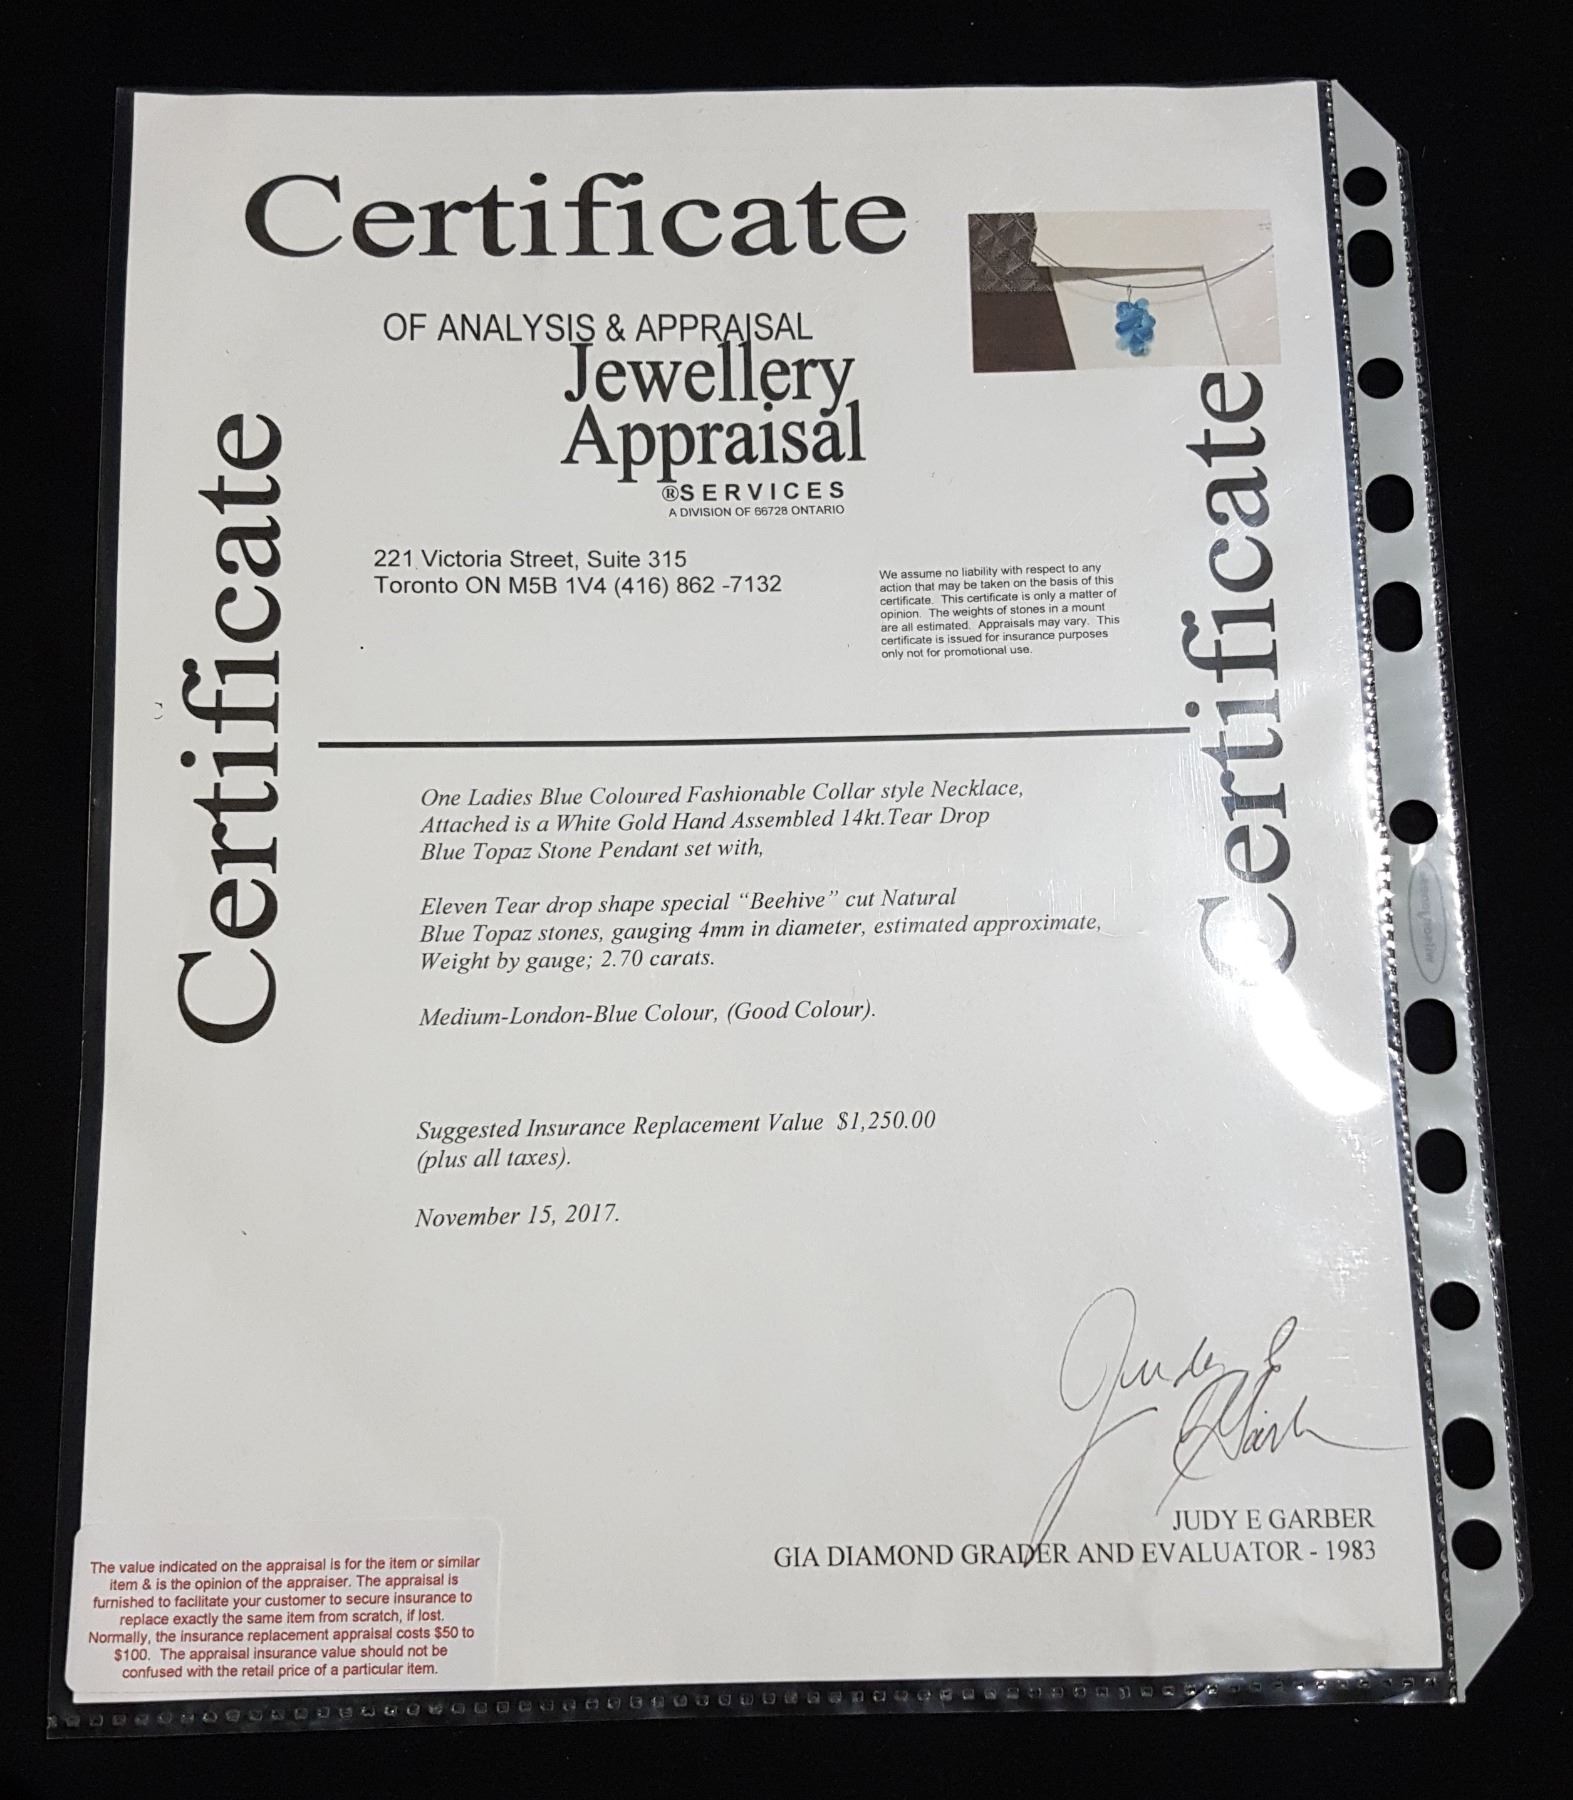 Certificate
OF ANALYSIS & APPRAISAL
Jewellery
Appraisal
®SERVICES
A DIVISION OF 66728 ONTARIO
221 Victoria Street, Suite 315
Toronto ON M5B 1V4 (416) 862 -7132
We assume no liability with respect to any
action that may be taken on the basis of this
certificate. This certificate is only a matter of
opinion. The weights of stones in a mount
are all estimated. Appraisals may vary. This
certificate is issued for insurance purposes
only not for promotional use.
Certificate
Certificate
One Ladies Blue Coloured Fashionable Collar style Necklace,
Attached is a White Gold Hand Assembled 14kt.Tear Drop
Blue Topaz Stone Pendant set with,
Eleven Tear drop shape special “Beehive” cut Natural
Blue Topaz stones, gauging 4mm in diameter, estimated approximate,
Weight by gauge; 2.70 carats.
Medium-London-Blue Colour, (Good Colour).
Suggested Insurance Replacement Value $1,250.00
(plus all taxes).
November 15, 2017.
JUDY E GARBER
GIA DIAMOND GRADER AND EVALUATOR - 1983
The value indicated on the appraisal is for the item or similar
item & is the opinion of the appraiser. The appraisal is
furnished to facilitate your customer to secure insurance to
replace exactly the same item from scratch, if lost.
Normally, the insurance replacement appraisal costs $50 to
$100. The appraisal insurance value should not be
confused with the retail price of a particular item.